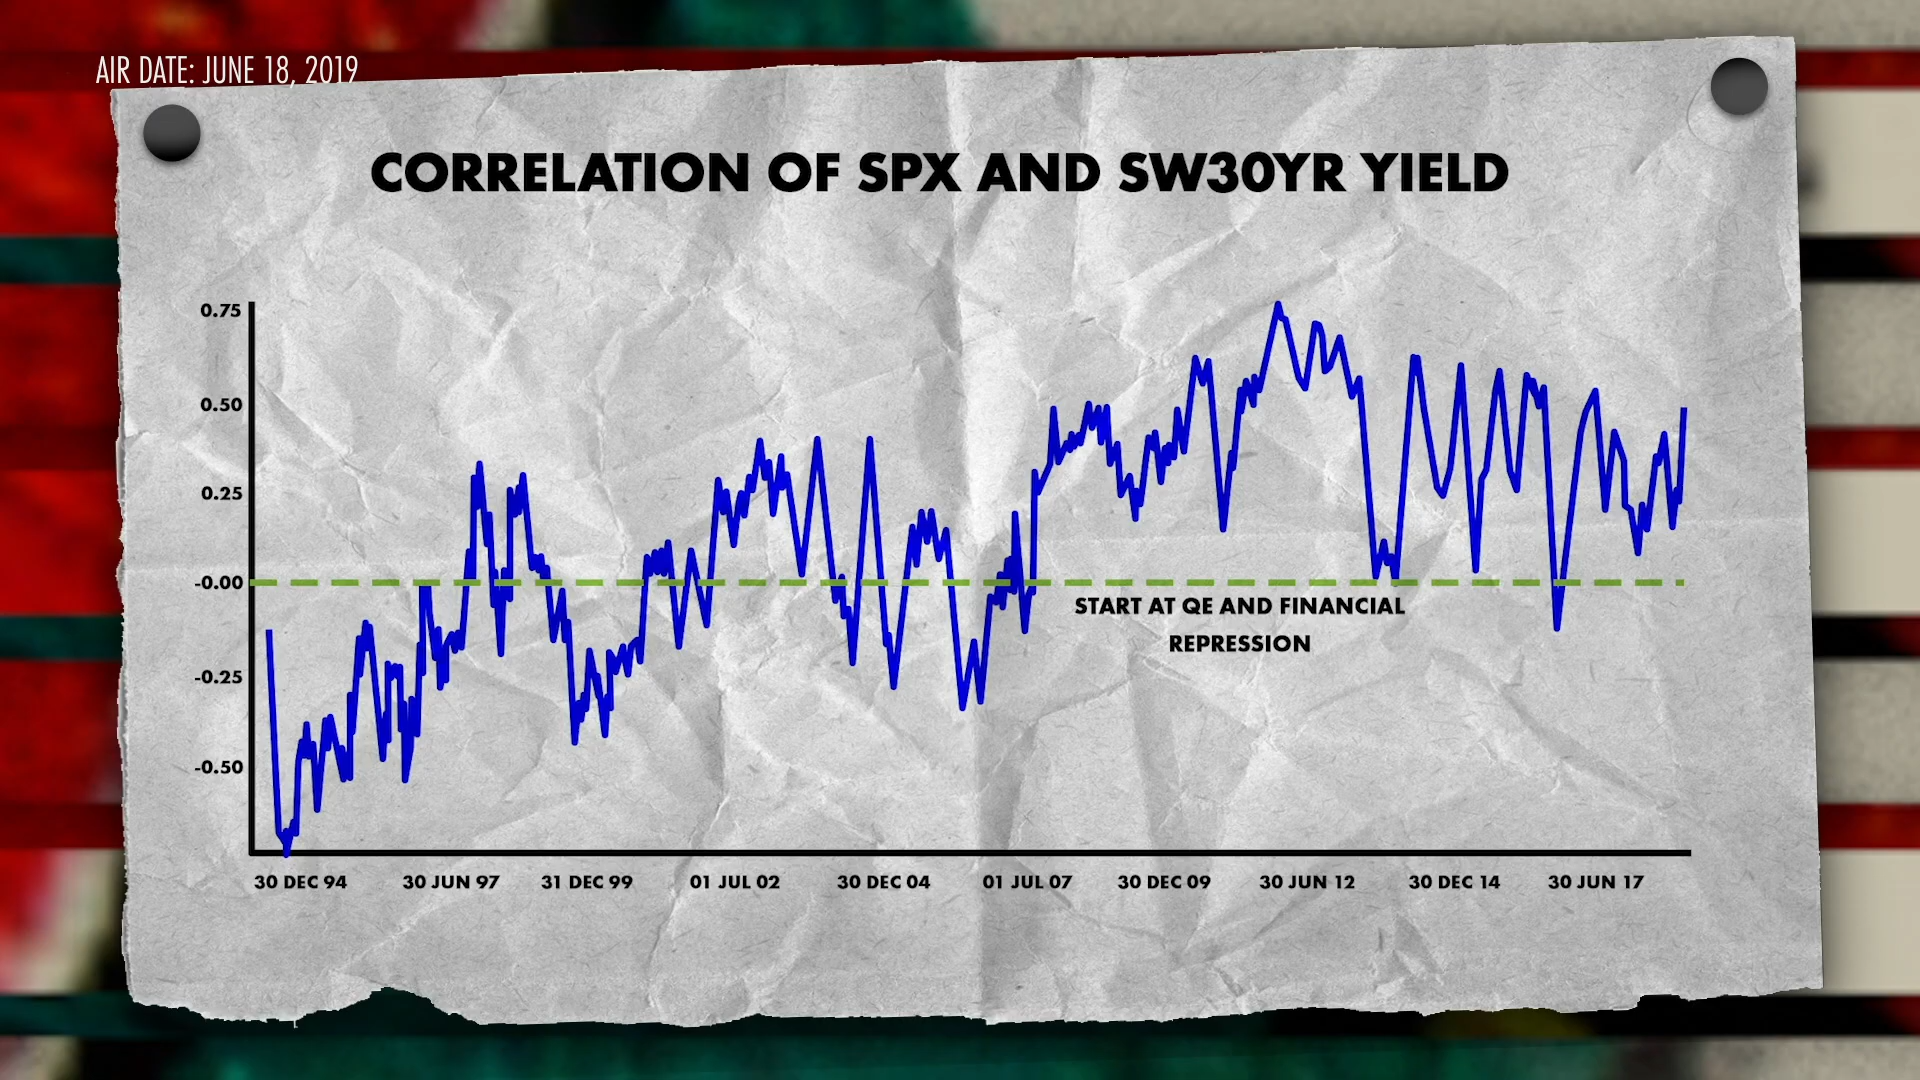 AIR DATE: JUNE 18, 2019
CORRELATION OF SPX AND SW30YR YIELD
0.75
0.50
0.25
-0.00
START AT QE AND FINANCIAL
REPRESSION
-0.25
-0.50
30 DEC 94 30 JUN 97 31 DEC 99 01 JUL 02 30 DEC 04 01 JUL 07 30 DEC 09 30 JUN 12 30 DEC 14 30 JUN 17